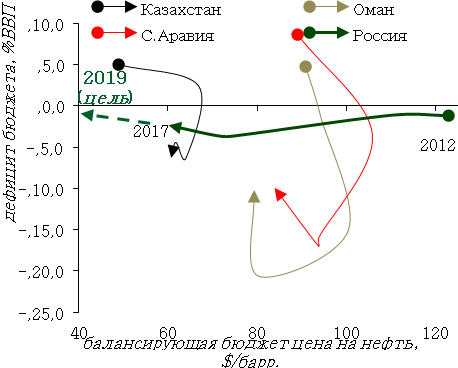 Казахстан
Оман
С.Аравия
Россия
дефицит бюджета, %ВВП
,10,0
,5,0
,0,0
-,5,0
-,10,0
-,15,0
-,20,0
-,25,0
2019
(цель)
2017
2012
40
60
80
100
120
балансирующая бюджет цена на нефть,
$/барр.